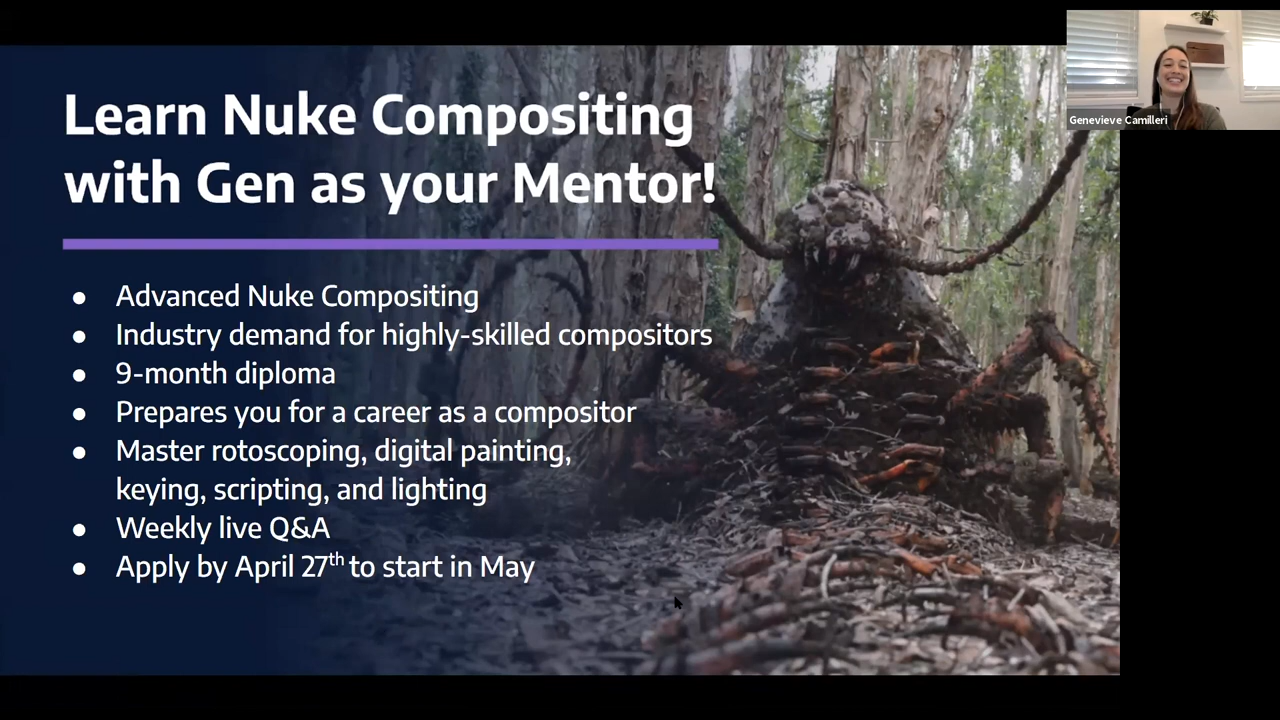 Learn Nuke Compositing
with Gen as your Mentor!
● Advanced Nuke Compositing
● Industry demand for highly-skilled compositors
● 9-month diploma
● Prepares you for a career as a compositor
● Master rotoscoping, digital painting,
keying, scripting, and lighting
● Weekly live Q&A
● Apply by April 27th to start in May
Genevieve Camilleri